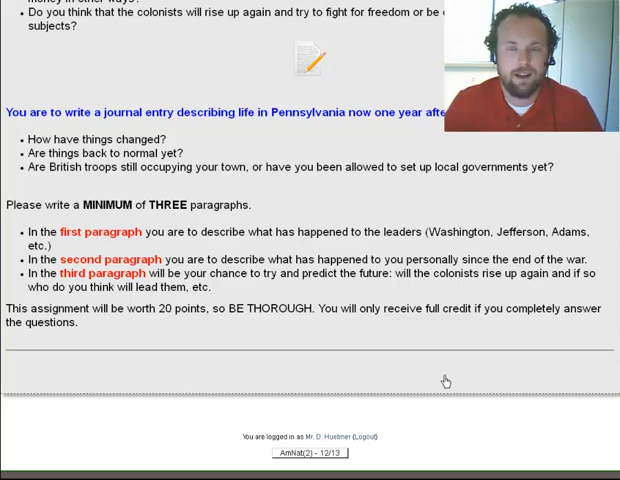 money in other ways?
• Do you think that the colonists will rise up again and try to fight for freedom or be
subjects?
You are to write a journal entry describing life in Pennsylvania now one year afte
• How have things changed?
• Are things back to normal yet?
• Are British troops still occupying your town, or have you been allowed to set up local governments yet?
Please write a MINIMUM of THREE paragraphs.
• In the first paragraph you are to describe what has happened to the leaders (Washington, Jefferson, Adams,
etc.)
• In the second paragraph you are to describe what has happened to you personally since the end of the war.
• In the third paragraph will be your chance to try and predict the future: will the colonists rise up again and if so
who do you think will lead them, etc.
This assignment will be worth 20 points, so BE THOROUGH. You will only receive full credit if you completely answer
the questions.
You are logged in as Mr. D. Huebner (Logout)
AmNat(2) - 12/13